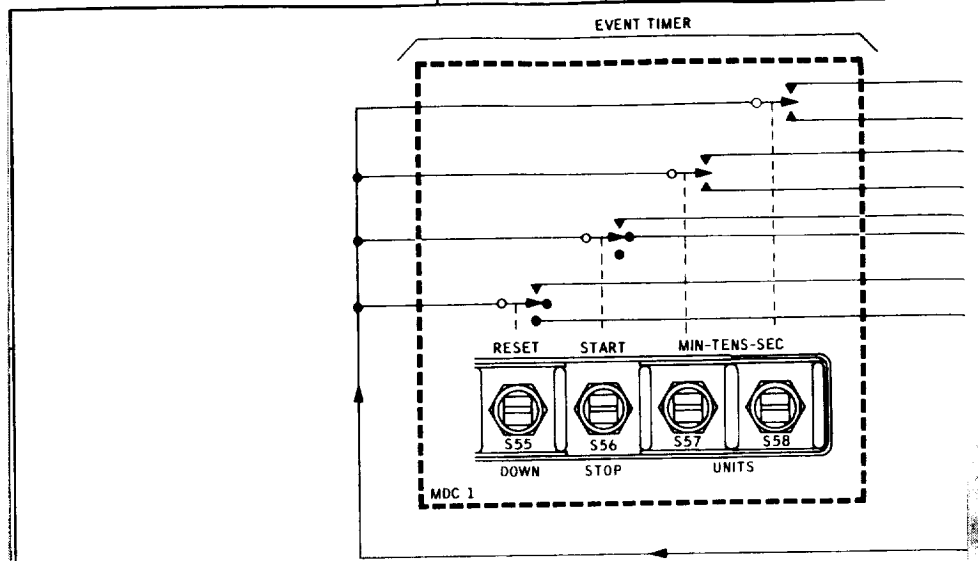 EVENT TIMER
RESET START MIN-TENS-SEC
S55 S56 S57 S58
DOWN STOP UNITS
MDC 1